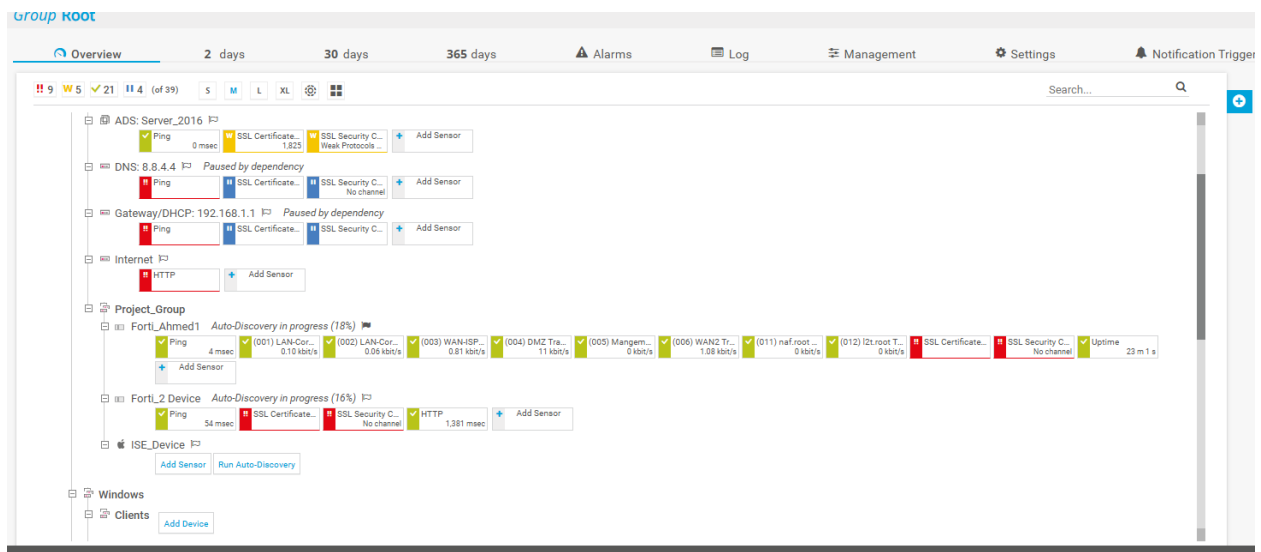 Group Root
Overview 2 days 30 days 365 days Alarms Log Management Settings Notification Trigger
!! 9 W 5 21 II 4 (of 39) S M L XL Search...
ADS: Server_2016
Ping SSL Certificate... SSL Security C... + Add Sensor
0 msec 1,825 Weak Protocols ...
DNS: 8.8.4.4 Paused by dependency
Ping SSL Certificate... SSL Security C... + Add Sensor
No channel
Gateway/DHCP: 192.168.1.1 Paused by dependency
Ping SSL Certificate... SSL Security C... + Add Sensor
Internet
HTTP + Add Sensor
Project_Group
Forti_Ahmed1 Auto-Discovery in progress (18%)
Ping (001) LAN-Cor... (002) LAN-Cor... (003) WAN-ISP... (004) DMZ Tra... (005) Mangem... (006) WAN2 Tr... (011) naf.root ... (012) l2t.root T... SSL Certificate... SSL Security C... Uptime
4 msec 0.10 kbit/s 0.06 kbit/s 0.81 kbit/s 11 kbit/s 0 kbit/s 1.08 kbit/s 0 kbit/s 0 kbit/s No channel 23 m 1 s
+ Add Sensor
Forti_2 Device Auto-Discovery in progress (16%)
Ping SSL Certificate... SSL Security C... HTTP + Add Sensor
54 msec No channel 1,381 msec
ISE_Device
Add Sensor Run Auto-Discovery
Windows
Clients Add Device